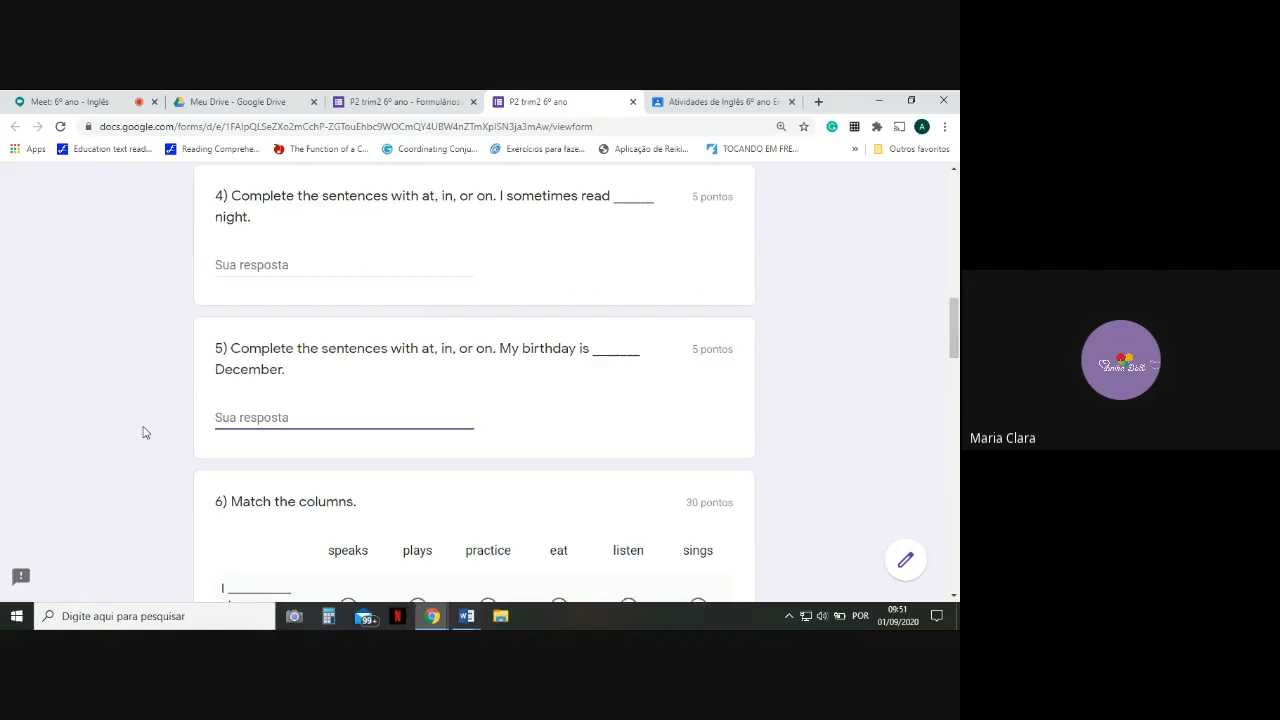 Meet: 6º ano - Inglês
Meu Drive - Google Drive
P2 trim2 6º ano - Formulários
P2 trim2 6º ano
Atividades de Inglês 6º ano En
docs.google.com/forms/d/e/1FAIpQLSeZXo2mCchP-ZGTouEhbc9WOCmQY4UBW4nZTmXpISN3ja3mAw/viewform
A
Apps
Education text read...
Reading Comprehe...
The Function of a C...
Coordinating Conju...
Exercícios para faze...
Aplicação de Reiki...
TOCANDO EM FRE...
»
Outros favoritos
4) Complete the sentences with at, in, or on. I sometimes read ______
night.
5 pontos
Sua resposta
5) Complete the sentences with at, in, or on. My birthday is _______
December.
5 pontos
Sua resposta
6) Match the columns.
30 pontos
speaks plays practice eat listen sings
I __________
Digite aqui para pesquisar
99+
N
POR
09:51
01/09/2020
Maria Clara